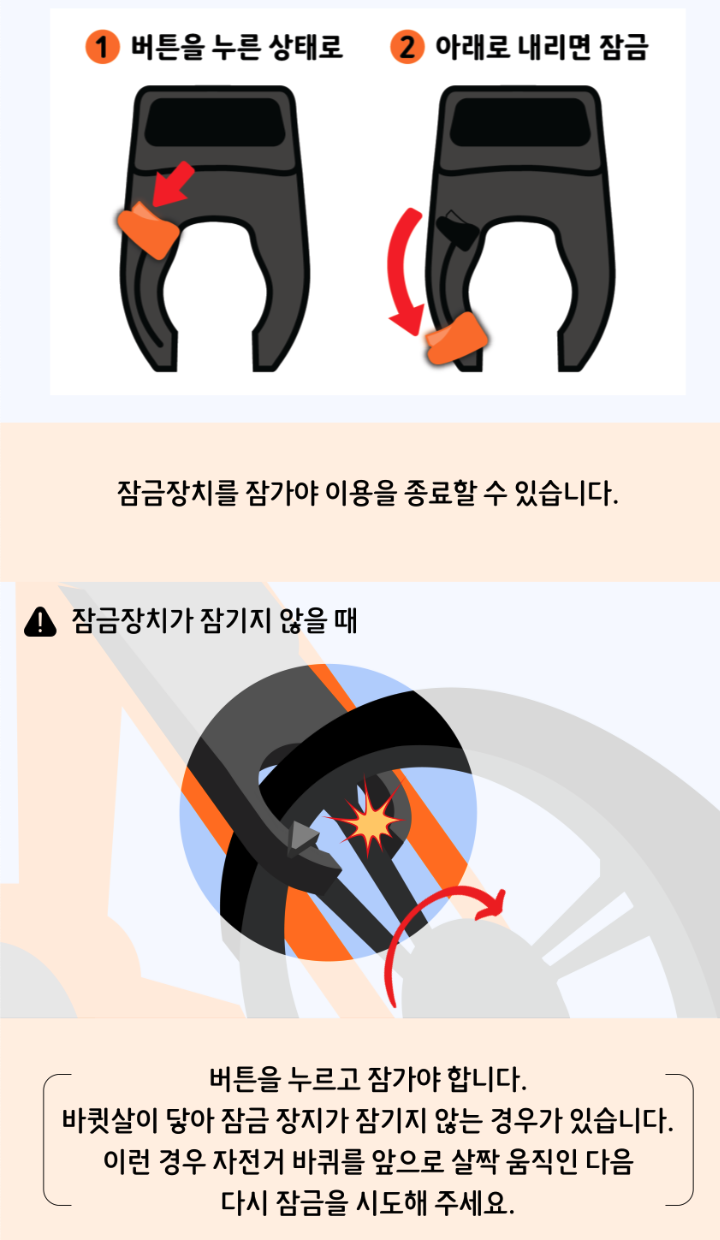 1 버튼을 누른 상태로
2 아래로 내리면 잠금
잠금장치를 잠가야 이용을 종료할 수 있습니다.
잠금장치가 잠기지 않을 때
버튼을 누르고 잠가야 합니다.
바큇살이 닿아 잠금 장지가 잠기지 않는 경우가 있습니다.
이런 경우 자전거 바퀴를 앞으로 살짝 움직인 다음
다시 잠금을 시도해 주세요.